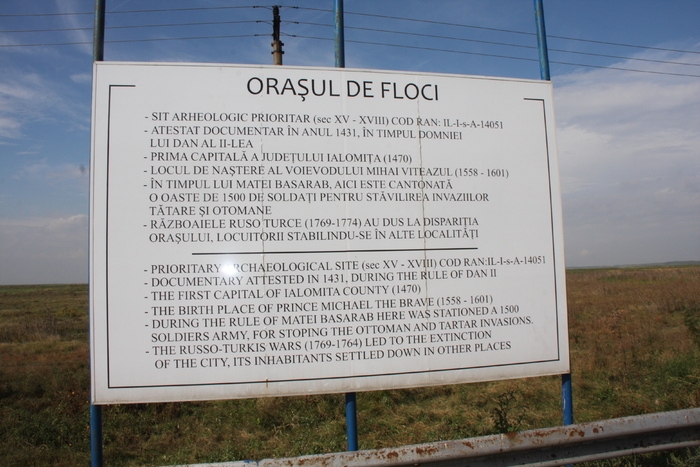 ORAŞUL DE FLOCI
- SIT ARHEOLOGIC PRIORITAR (sec XV - XVIII) COD RAN: IL-I-s-A-14051
- ATESTAT DOCUMENTAR ÎN ANUL 1431, ÎN TIMPUL DOMNIEI
LUI DAN AL II-LEA
- PRIMA CAPITALĂ A JUDEŢULUI IALOMIŢA (1470)
- LOCUL DE NAŞTERE AL VOIEVODULUI MIHAI VITEAZUL (1558 - 1601)
- ÎN TIMPUL LUI MATEI BASARAB, AICI ESTE CANTONATĂ
O OASTE DE 1500 DE SOLDAŢI PENTRU STĂVILIREA INVAZIILOR
TĂTARE ŞI OTOMANE
- RĂZBOAIELE RUSO TURCE (1769-1774) AU DUS LA DISPARIŢIA
ORAŞULUI, LOCUITORII STABILINDU-SE ÎN ALTE LOCALITĂŢI
- PRIORITARY ARCHAEOLOGICAL SITE (sec XV - XVIII) COD RAN:IL-I-s-A-14051
- DOCUMENTARY ATTESTED IN 1431, DURING THE RULE OF DAN II
- THE FIRST CAPITAL OF IALOMITA COUNTY (1470)
- THE BIRTH PLACE OF PRINCE MICHAEL THE BRAVE (1558 - 1601)
- DURING THE RULE OF MATEI BASARAB HERE WAS STATIONED A 1500
SOLDIERS ARMY, FOR STOPING THE OTTOMAN AND TARTAR INVASIONS.
- THE RUSSO-TURKIS WARS (1769-1764) LED TO THE EXTINCTION
OF THE CITY, ITS INHABITANTS SETTLED DOWN IN OTHER PLACES